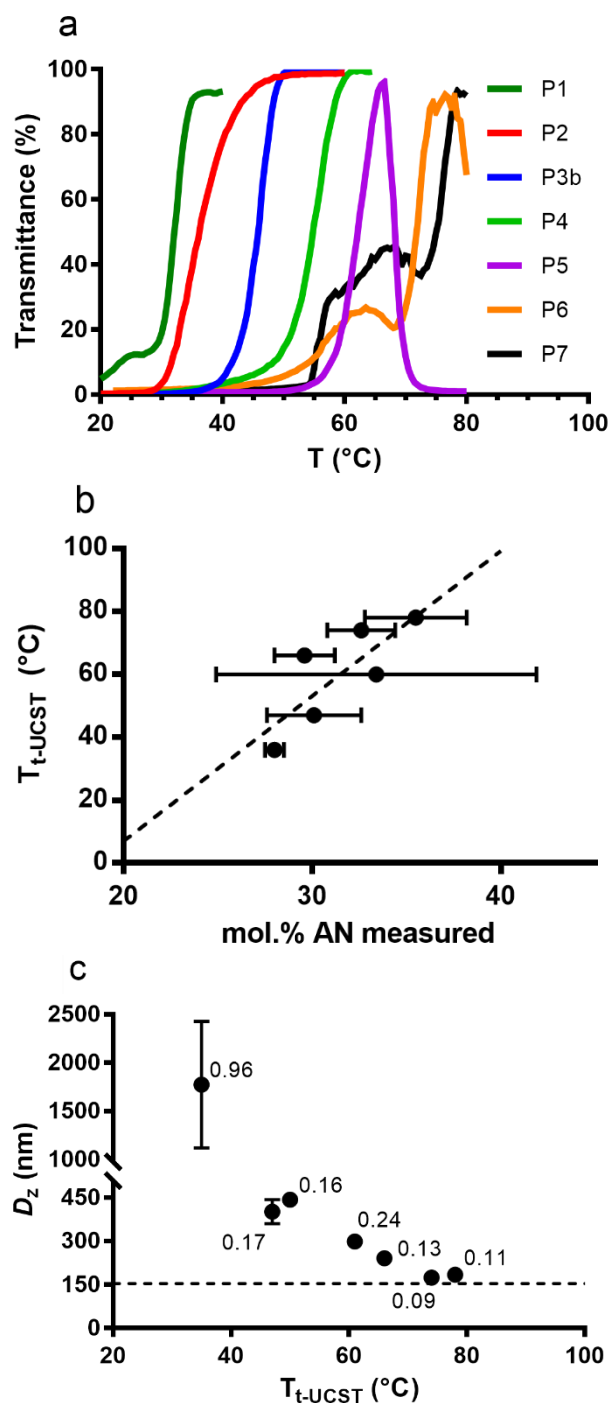 a
Transmittance (%)
100
80
60
40
20
0
20 40 60 80 100
T (°C)
P1
P2
P3b
P4
P5
P6
P7
b
T t-UCST (°C)
100
80
60
40
20
0
20 30 40
mol.% AN measured
c
Dz (nm)
2500
2000
1500
1000
450
300
150
0
0.96
0.16
0.17
0.24
0.13
0.11
0.09
20 40 60 80 100
T t-UCST (°C)